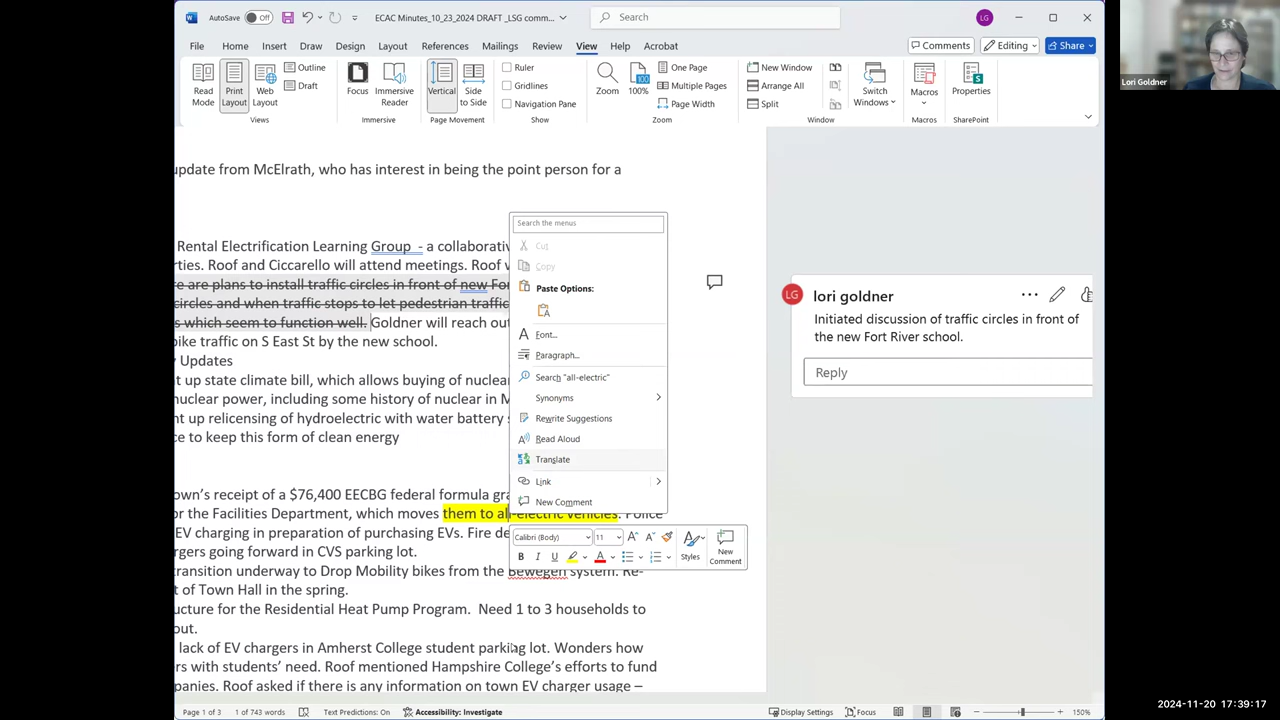 AutoSave Off ECAC Minutes_10_23_2024 DRAFT _LSG comm... Search LG
File Home Insert Draw Design Layout References Mailings Review View Help Acrobat Comments Editing Share
Read Mode Print Layout Web Layout Outline Draft Focus Immersive Reader Vertical Side to Side Ruler Gridlines Navigation Pane Zoom 100% One Page Multiple Pages Page Width New Window Arrange All Split Switch Windows Macros Properties
Views Immersive Page Movement Show Zoom Window Macros SharePoint
Lori Goldner
update from McElrath, who has interest in being the point person for a
Rental Electrification Learning Group - a collaborativ
rties. Roof and Ciccarello will attend meetings. Roof
re are plans to install traffic circles in front of new For
circles and when traffic stops to let pedestrian traffic
s which seem to function well. Goldner will reach out
bike traffic on S East St by the new school.
y Updates
t up state climate bill, which allows buying of nuclear
nuclear power, including some history of nuclear in M
nt up relicensing of hydroelectric with water battery s
ce to keep this form of clean energy
own's receipt of a $76,400 EECBG federal formula gra
or the Facilities Department, which moves them to all-electric vehicles. Police
EV charging in preparation of purchasing EVs. Fire de
rgers going forward in CVS parking lot.
transition underway to Drop Mobility bikes from the Bewegen system. Re-
t of Town Hall in the spring.
ucture for the Residential Heat Pump Program. Need 1 to 3 households to
out.
lack of EV chargers in Amherst College student parking lot. Wonders how
rs with students' need. Roof mentioned Hampshire College's efforts to fund
panies. Roof asked if there is any information on town EV charger usage –
Search the menus
Cut
Copy
Paste Options:
Font...
Paragraph...
Search "all-electric"
Synonyms
Rewrite Suggestions
Read Aloud
Translate
Link
New Comment
Calibri (Body) 11
B I U Styles New Comment
LG lori goldner
Initiated discussion of traffic circles in front of
the new Fort River school.
Reply
Page 1 of 3 1 of 743 words Text Predictions: On Accessibility: Investigate Display Settings Focus 150%
2024-11-20 17:39:17